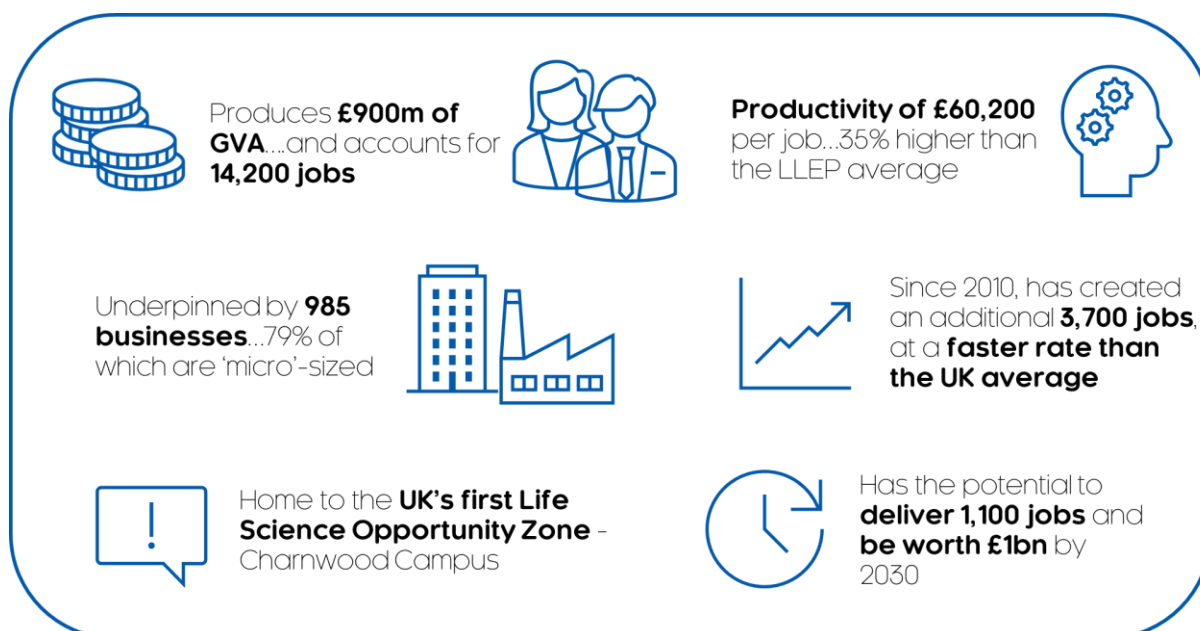 Produces £900m of
GVA....and accounts for
14,200 jobs
Productivity of £60,200
per job...35% higher than
the LLEP average
Underpinned by 985
businesses...79% of
which are ‘micro’-sized
Since 2010, has created
an additional 3,700 jobs,
at a faster rate than
the UK average
!
Home to the UK’s first Life
Science Opportunity Zone –
Charnwood Campus
Has the potential to
deliver 1,100 jobs and
be worth £1bn by
2030